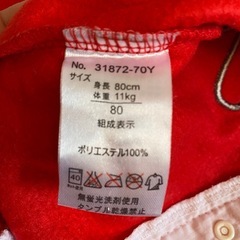 No. 31872-70Y
サイズ
身長 80cm
体重 11kg
80
組成表示
ポリエステル100%
40
無蛍光洗剤使用
タンブル乾燥禁止